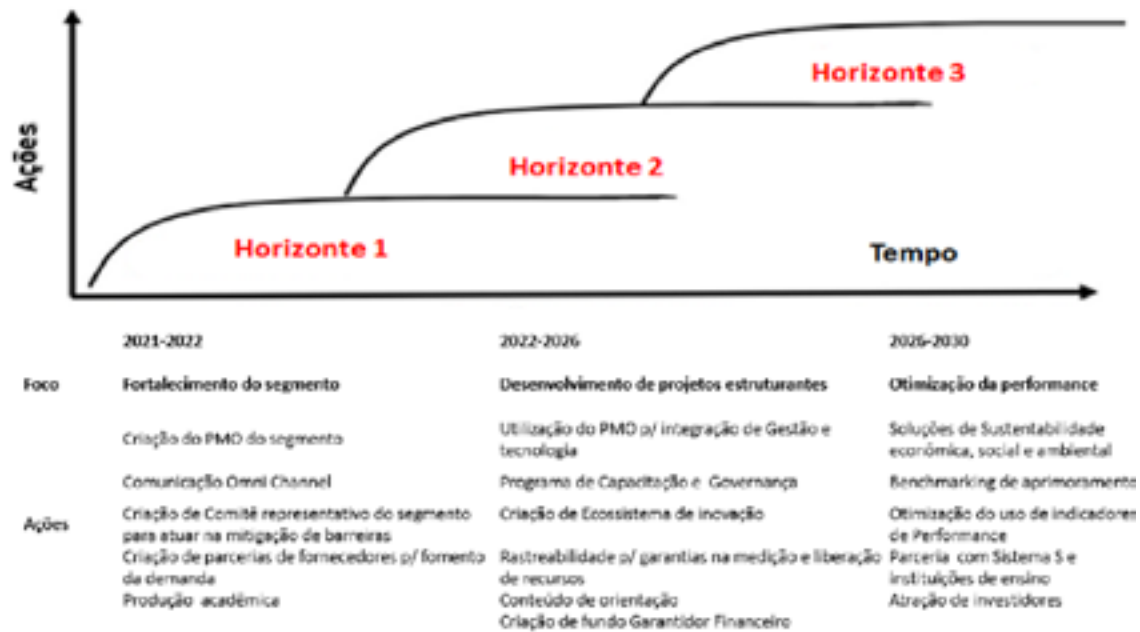 Ações
Horizonte 3
Horizonte 2
Horizonte 1
Tempo
2021-2022 2022-2026 2026-2030
Foco Fortalecimento do segmento Desenvolvimento de projetos estruturantes Otimização da performance
Criação do PMO do segmento
Utilização do PMO p/ integração de Gestão e
tecnologia
Soluções de Sustentabilidade
econômica, social e ambiental
Comunicação Omni Channel Programa de Capacitação e Governança Benchmarking de aprimoramento
Ações
Criação de Comitê representativo do segmento
para atuar na mitigação de barreiras
Criação de Ecossistema de inovação
Otimização do uso de indicadores
de Performance
Criação de parcerias de fornecedores p/ fomento
da demanda
Rastreabilidade p/ garantias na medição e liberação
de recursos
Parceria com Sistema S e
instituições de ensino
Produção acadêmica Conteúdo de orientação Atração de investidores
Criação de fundo Garantidor Financeiro